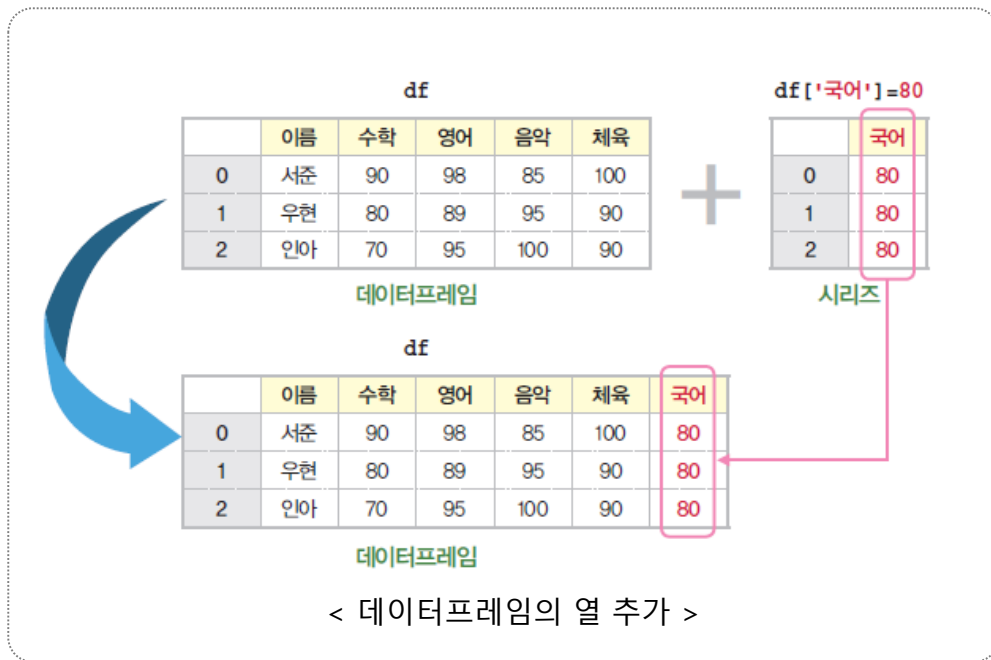 df
이름 수학 영어 음악 체육
0 서준 90 98 85 100
1 우현 80 89 95 90
2 인아 70 95 100 90
데이터프레임
df['국어']=80
국어
0 80
1 80
2 80
시리즈
df
이름 수학 영어 음악 체육 국어
0 서준 90 98 85 100 80
1 우현 80 89 95 90 80
2 인아 70 95 100 90 80
데이터프레임
< 데이터프레임의 열 추가 >